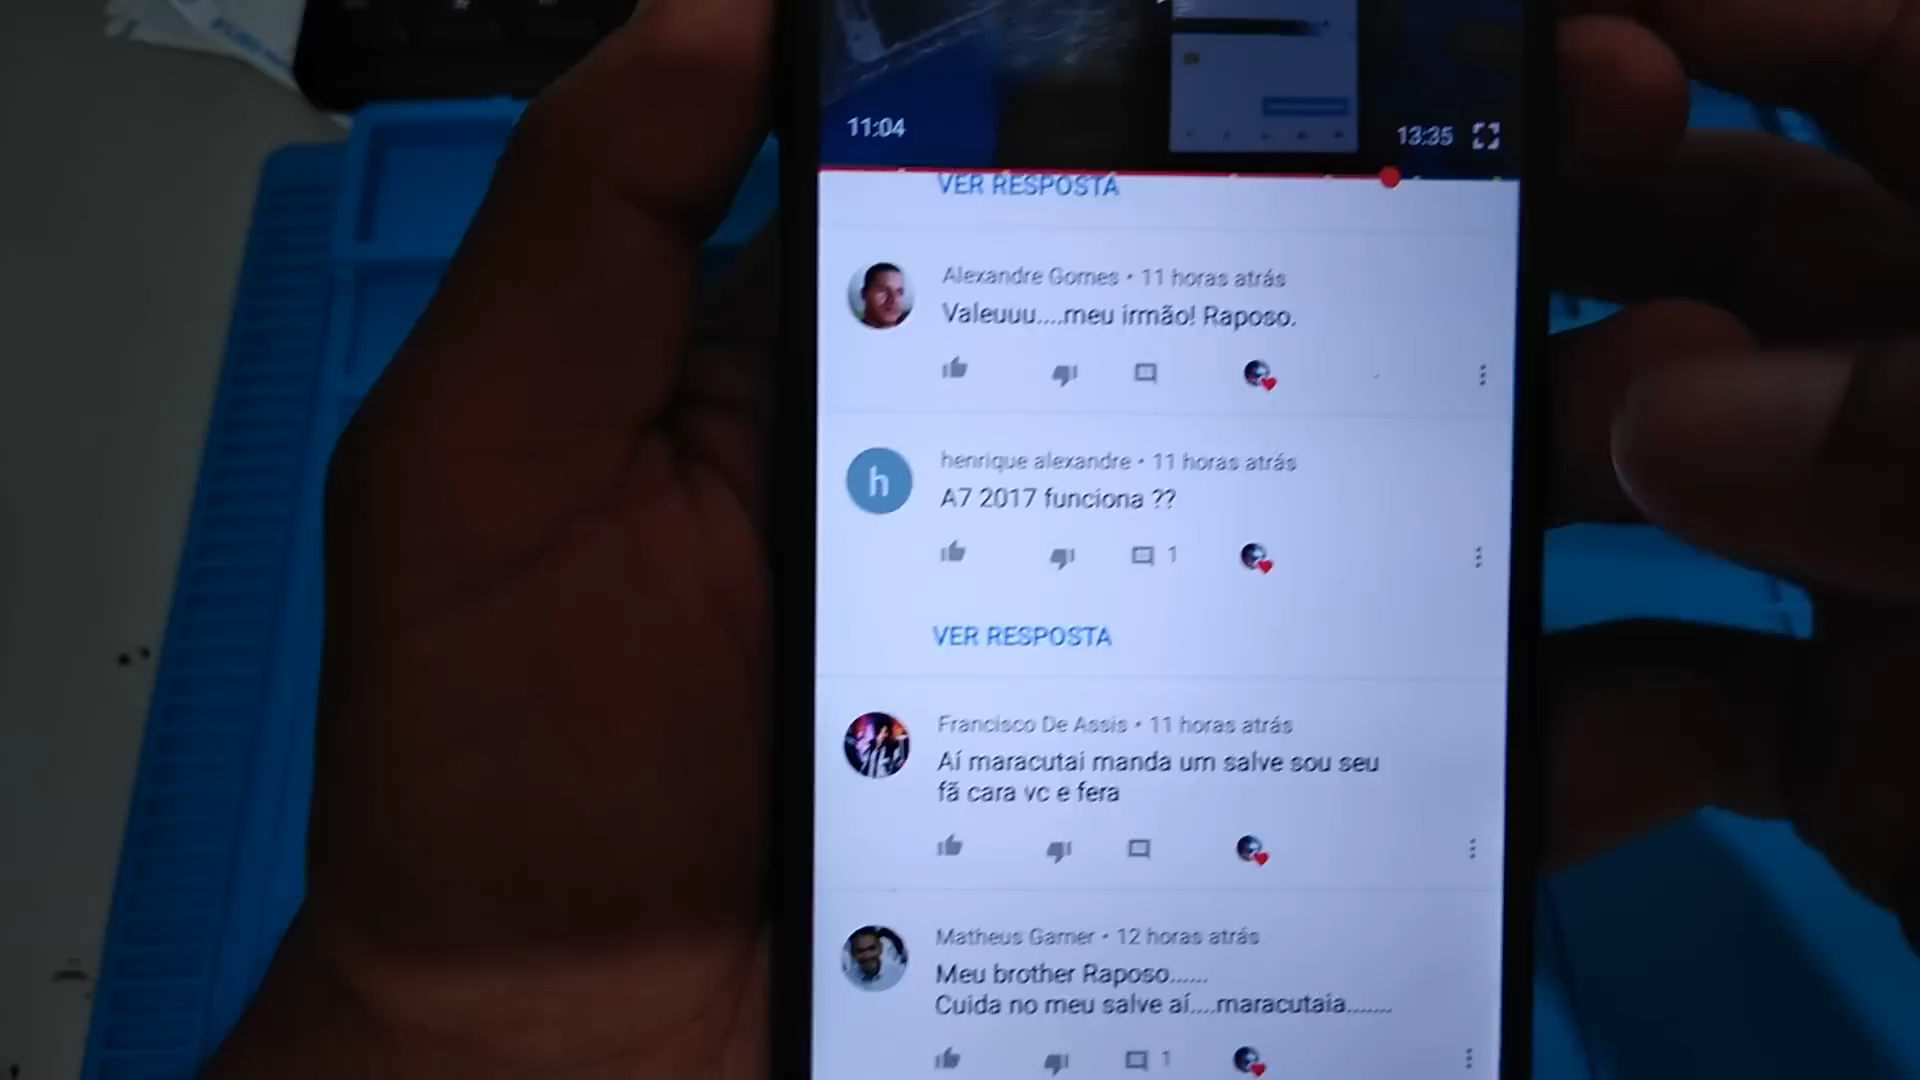 11:04
13:35
VER RESPOSTA
Alexandre Gomes • 11 horas atrás
Valeuuu....meu irmão! Raposo.
h
henrique alexandre • 11 horas atrás
A7 2017 funciona ??
1
VER RESPOSTA
Francisco De Assis • 11 horas atrás
Aí maracutai manda um salve sou seu
fã cara vc e fera
Matheus Gamer • 12 horas atrás
Meu brother Raposo......
Cuida no meu salve aí....maracutaia.......
1